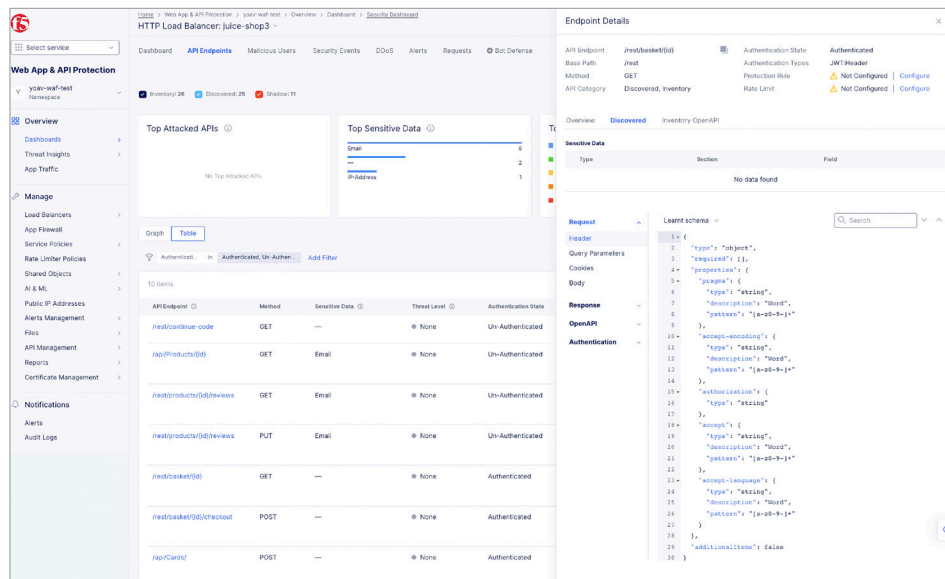 f5
Select service
Web App & API Protection
Y
yoav-waf-test
Namespace
Overview
Dashboards
Threat Insights
App Traffic
Manage
Load Balancers
App Firewall
Service Policies
Rate Limiter Policies
Shared Objects
AI & ML
Public IP Addresses
Alerts Management
Files
API Management
Reports
Certificate Management
Notifications
Alerts
Audit Logs
Home > Web App & API Protection > yoav-waf-test > Overview > Dashboard > Security Dashboard
HTTP Load Balancer: juice-shop3
Dashboard API Endpoints Malicious Users Security Events DDoS Alerts Requests Bot Defense
Inventory: 26 Discovered: 25 Shadow: 11
Top Attacked APIs
No Top Attacked APIs
Top Sensitive Data
Email 6
— 2
IP-Address 1
Graph Table
Authenticati... In Authenticated, Un-Authen... Add Filter
10 items
API Endpoint Method Sensitive Data Threat Level Authentication State
/rest/continue-code GET — None Un-Authenticated
/api/Products/{id} GET Email None Un-Authenticated
/rest/products/{id}/reviews GET Email None Un-Authenticated
/rest/products/{id}/reviews PUT Email None Un-Authenticated
/rest/basket/{id} GET — None Authenticated
/rest/basket/{id}/checkout POST — None Authenticated
/api/Cards/ POST — None Authenticated
Endpoint Details
API Endpoint /rest/basket/{id} Authentication State Authenticated
Base Path /rest Authentication Types JWT:Header
Method GET Protection Rule Not Configured | Configure
API Category Discovered, Inventory Rate Limit Not Configured | Configure
Overview Discovered Inventory OpenAPI
Sensitive Data
Type Section Field
No data found
Request
Header
Query Parameters
Cookies
Body
Response
OpenAPI
Authentication
Learnt schema
Search
1 {
2 "type": "object",
3 "required": [],
4 "properties": {
5 "pragma": {
6 "type": "string",
7 "description": "Word",
8 "pattern": "[a-z0-9-]+"
9 },
10 "accept-encoding": {
11 "type": "string",
12 "description": "Word",
13 "pattern": "[a-z0-9-]+"
14 },
15 "authorization": {
16 "type": "string"
17 },
18 "accept": {
19 "type": "string",
20 "description": "Word",
21 "pattern": "[a-z0-9-]+"
22 },
23 "accept-language": {
24 "type": "string",
25 "description": "Word",
26 "pattern": "[a-z0-9-]+"
27 }
28 },
29 "additionalItems": false
30 }